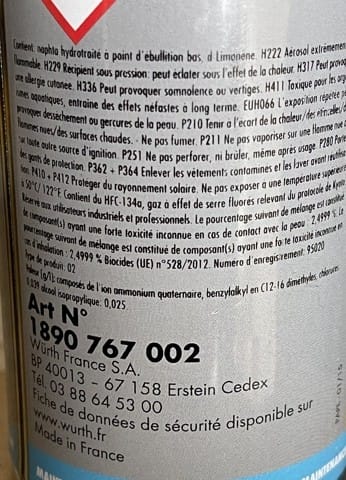 Contient: naphta hydrotraité à point d'ébullition bas, d Limonène. H222 Aérosol extrêmement
flammable. H229 Récipient sous pression: peut éclater sous l'effet de la chaleur. H317 Peut provoquer
une allergie cutanée. H336 Peut provoquer somnolence ou vertiges. H411 Toxique pour les
nismes aquatiques, entraîne des effets néfastes à long terme. EUH066 L'exposition répétée
provoquer dessèchement ou gerçures de la peau. P210 Tenir à l'écart de la chaleur/des
flammes nues/des surfaces chaudes. - Ne pas fumer. P211 Ne pas vaporiser sur une flamme nue
sur toute autre source d'ignition. P251 Ne pas perforer, ni brûler, même après usage. P280 Porter
des gants de protection. P362 + P364 Enlever les vêtements contaminés et les laver avant
P410 + P412 Protéger du rayonnement solaire. Ne pas exposer à une température supérieure
50°C/ 122°F Contient du HFC-134a, gaz à effet de serre fluorés relevant du protocole de Kyoto.
Réservé aux utilisateurs industriels et professionnels. Le pourcentage suivant de mélange est constitué
de composant(s) ayant une forte toxicité inconnue en cas de contact avec la peau : 2,4999 %. Le
pourcentage suivant de mélange est constitué de composant(s) ayant une forte toxicité inconnue en
d'inhalation : 2,4999 % Biocides (UE) n°528/2012. Numéro d'enregistrement: 95020
Type de produit: 02
Valeur (g/l): composés de l'ion ammonium quaternaire, benzylalkyl en C12-16 dimethyles, chlorures
0.039 alcool isopropylique: 0,025.
Art N°
1890 767 002
Würth France S.A.
BP 40013 - 67 158 Erstein Cedex
Tél. 03 88 64 53 00
Fiche de données de sécurité disponible sur
www.wurth.fr
Made in France